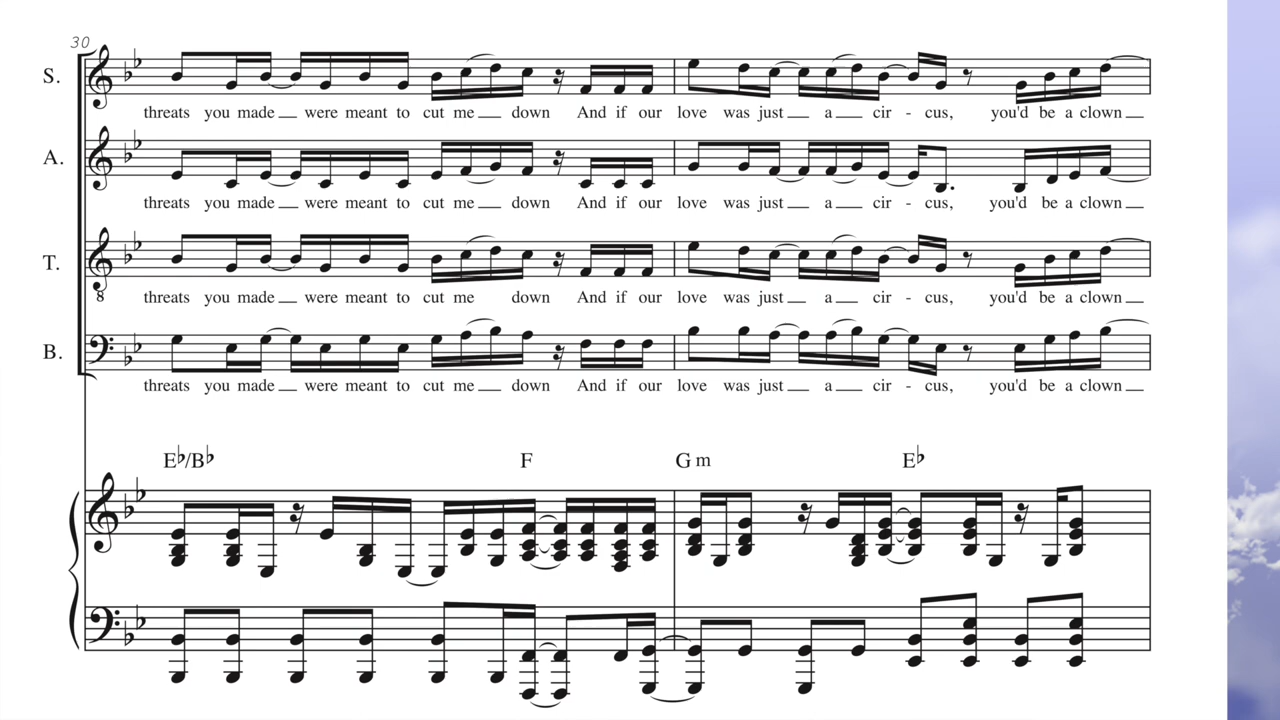 30
S.
threats you made were meant to cut me down And if our love was just a cir - cus, you'd be a clown
A.
threats you made were meant to cut me down And if our love was just a cir - cus, you'd be a clown
T.
8
threats you made were meant to cut me down And if our love was just a cir - cus, you'd be a clown
B.
threats you made were meant to cut me down And if our love was just a cir - cus, you'd be a clown
E♭/B♭ F Gm E♭